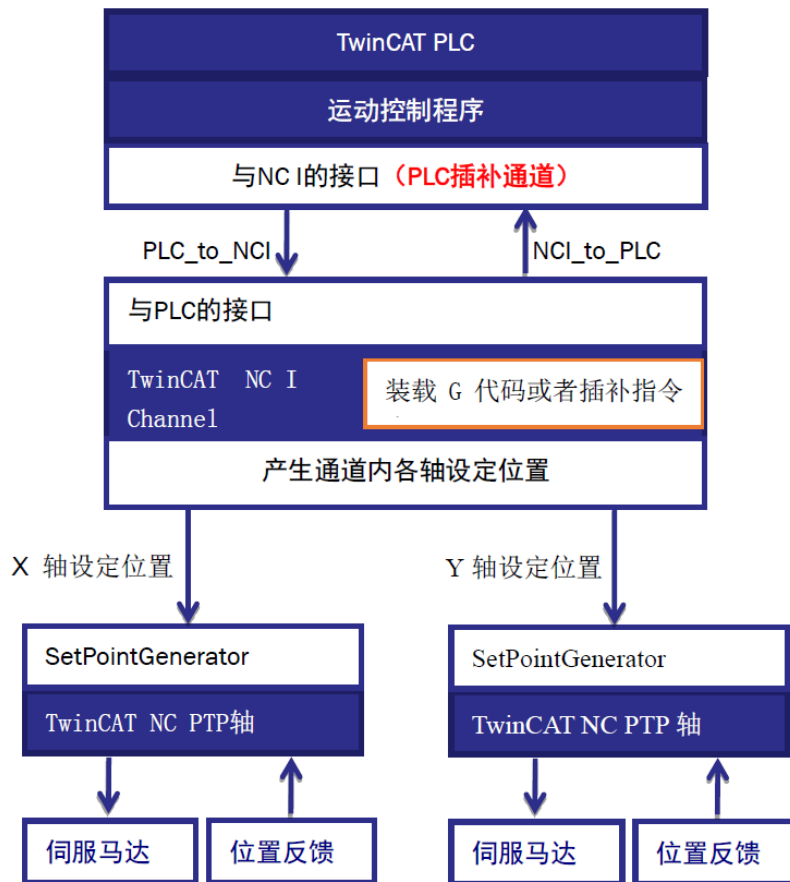 TwinCAT PLC
运动控制程序
与NC I的接口（PLC插补通道）
PLC_to_NCI
NCI_to_PLC
与PLC的接口
TwinCAT NC I
Channel
装载 G 代码或者插补指令
产生通道内各轴设定位置
X 轴设定位置
Y 轴设定位置
SetPointGenerator
SetPointGenerator
TwinCAT NC PTP轴
TwinCAT NC PTP 轴
伺服马达
位置反馈
伺服马达
位置反馈